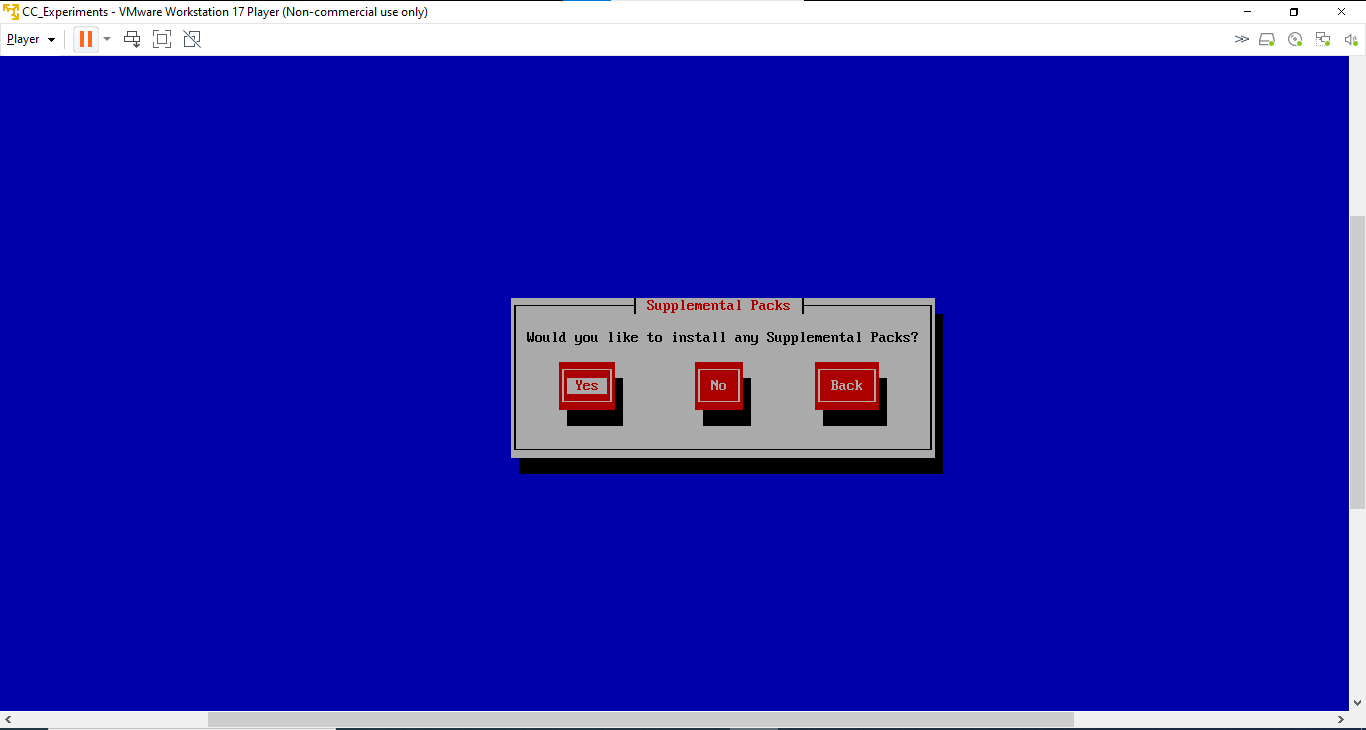 CC_Experiments - VMware Workstation 17 Player (Non-commercial use only)
Player
Supplemental Packs
Would you like to install any Supplemental Packs?
Yes No Back